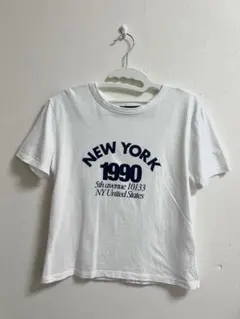 NEW YORK
1990
5th avenue 10133
NY United States